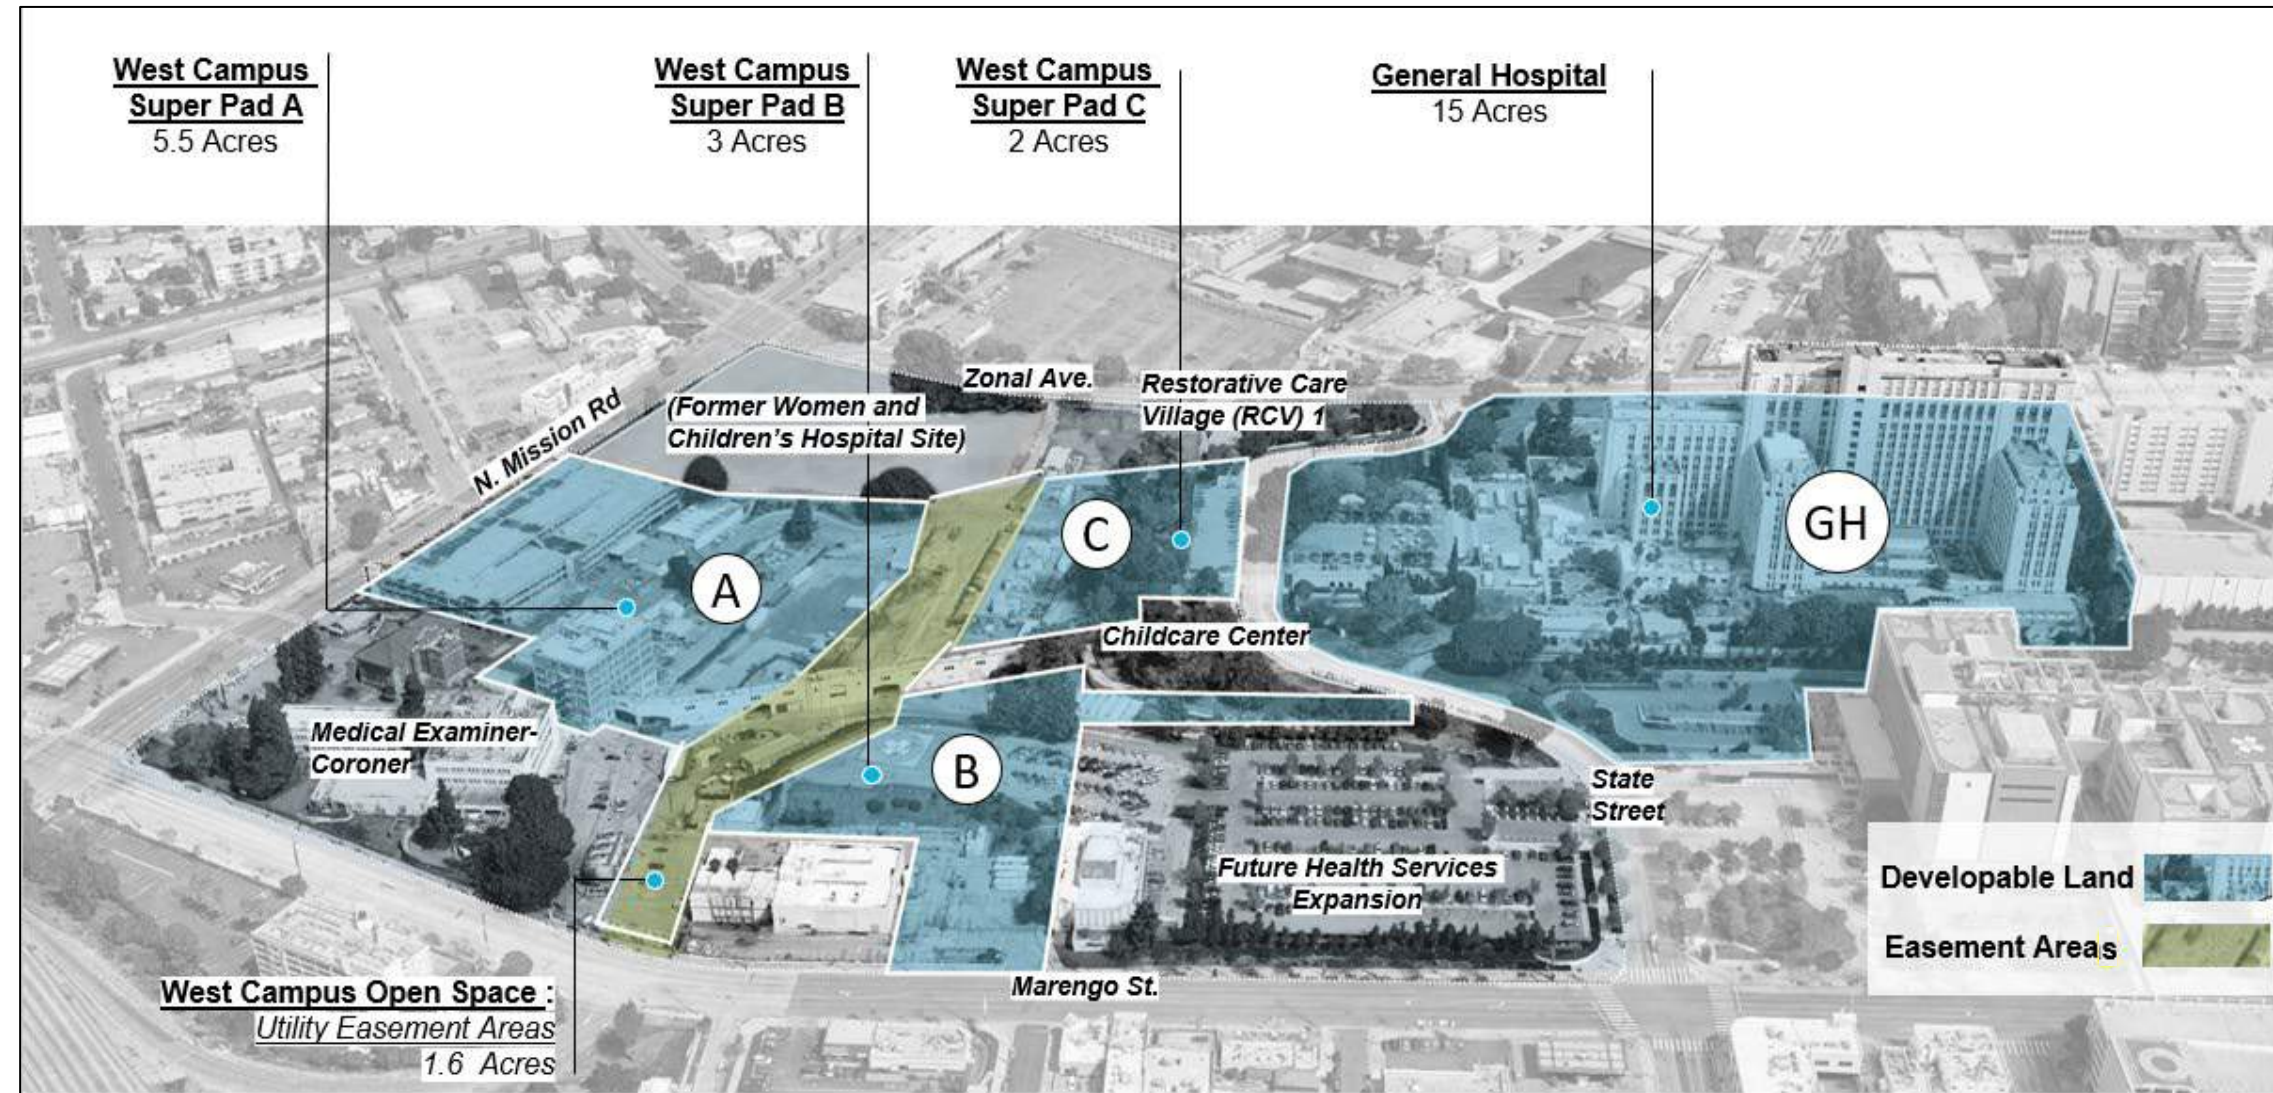 West Campus
Super Pad A
5.5 Acres
West Campus
Super Pad B
3 Acres
West Campus
Super Pad C
2 Acres
General Hospital
15 Acres
N. Mission Rd
(Former Women and
Children's Hospital Site)
Zonal Ave.
Restorative Care
Village (RCV) 1
A
C
GH
Childcare Center
Medical Examiner-
Coroner
B
State
Street
Future Health Services
Expansion
Developable Land
Easement Areas
West Campus Open Space :
Utility Easement Areas
1.6 Acres
Marengo St.